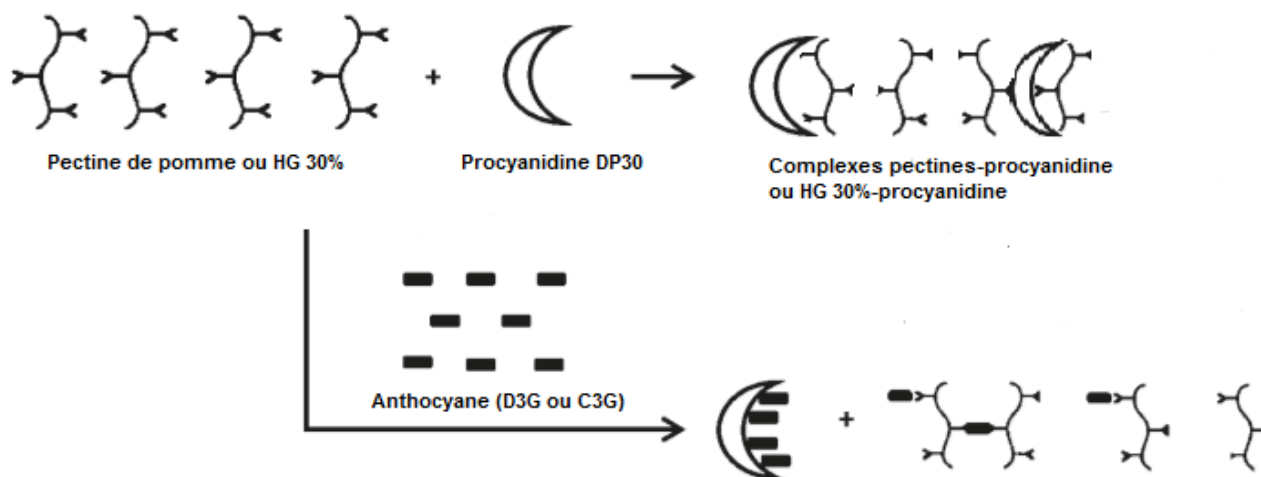 +
Pectine de pomme ou HG 30%
Procyanidine DP30
Complexes pectines-procyanidine
ou HG 30%-procyanidine
Anthocyane (D3G ou C3G)
+